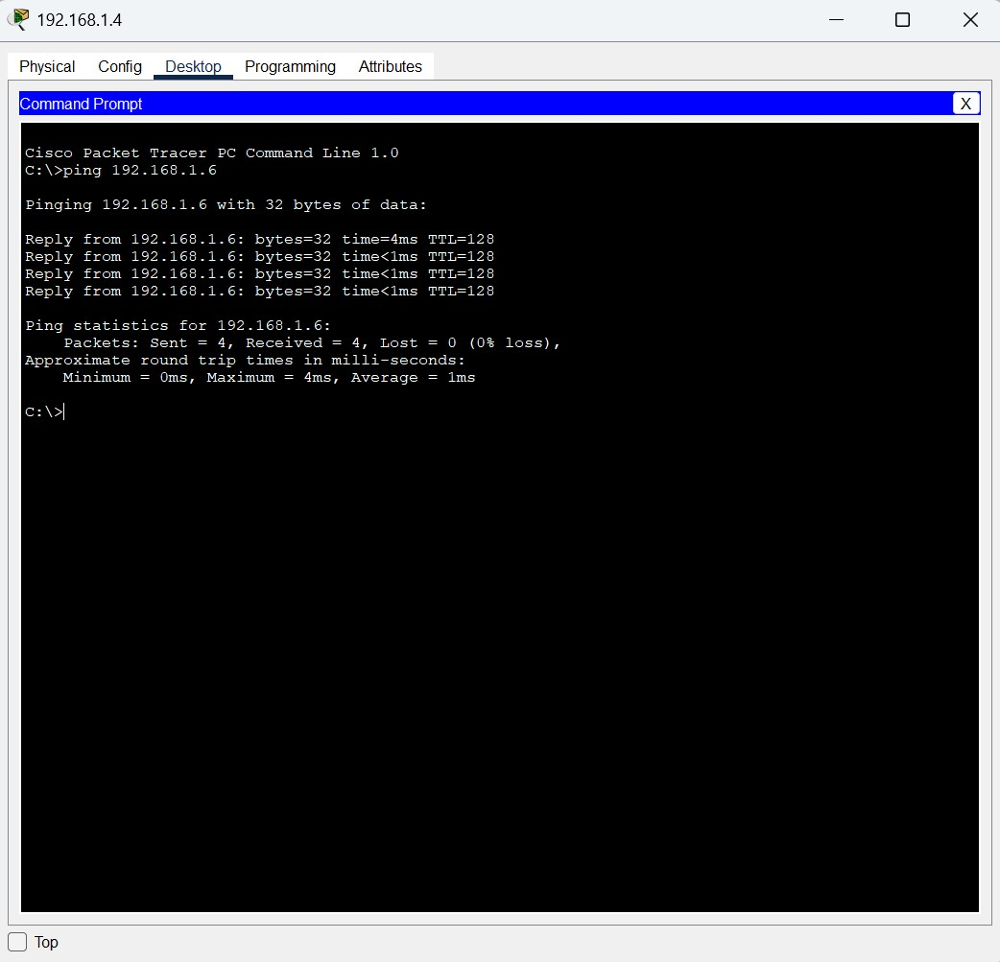 192.168.1.4
Physical Config Desktop Programming Attributes
Command Prompt X
Cisco Packet Tracer PC Command Line 1.0
C:\>ping 192.168.1.6
Pinging 192.168.1.6 with 32 bytes of data:
Reply from 192.168.1.6: bytes=32 time=4ms TTL=128
Reply from 192.168.1.6: bytes=32 time<1ms TTL=128
Reply from 192.168.1.6: bytes=32 time<1ms TTL=128
Reply from 192.168.1.6: bytes=32 time<1ms TTL=128
Ping statistics for 192.168.1.6:
    Packets: Sent = 4, Received = 4, Lost = 0 (0% loss),
Approximate round trip times in milli-seconds:
    Minimum = 0ms, Maximum = 4ms, Average = 1ms
C:\>
Top